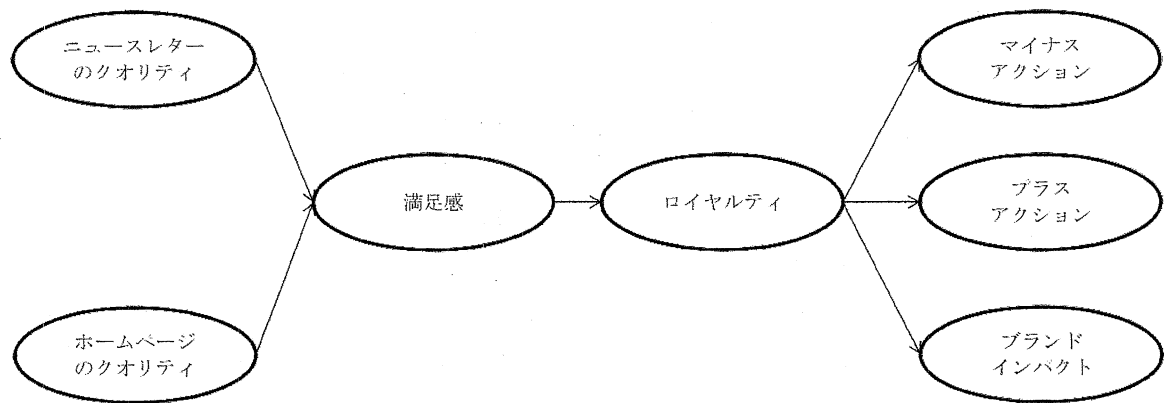 ニュースレター
のクオリティ
ホームページ
のクオリティ
満足感
ロイヤルティ
マイナス
アクション
プラス
アクション
ブランド
インパクト